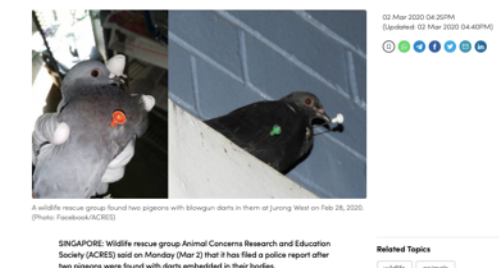 02 Mar 2020 04:25PM
(Updated: 02 Mar 2020 04:40PM)
A wildlife rescue group found two pigeons with blowgun darts in them at Jurong West on Feb 28, 2020.
(Photo: Facebook/ACRES)
SINGAPORE: Wildlife rescue group Animal Concerns Research and Education
Society (ACRES) said on Monday (Mar 2) that it has filed a police report after
two pigeons were found with darts embedded in their bodies.
Related Topics
wildlife animals